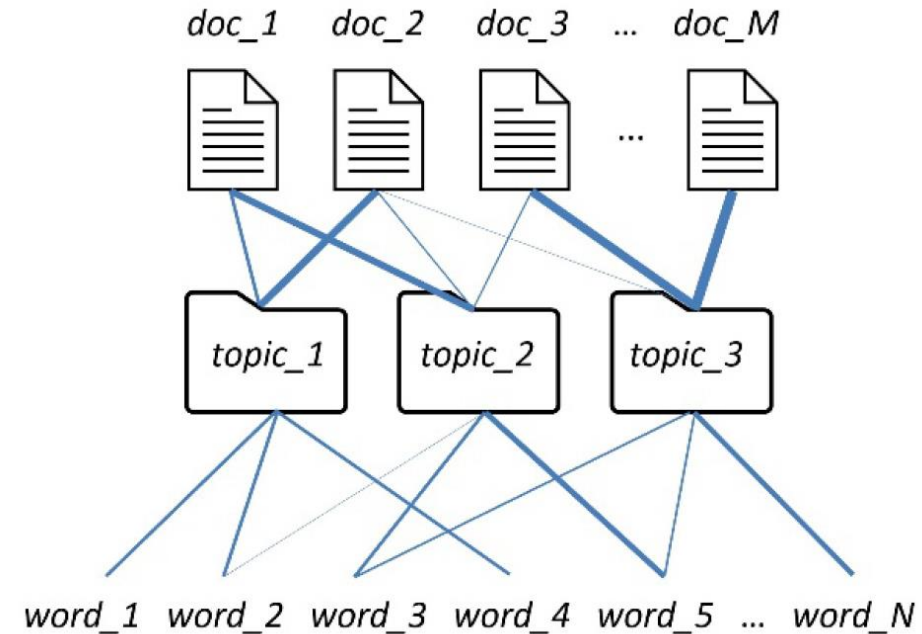 doc_1 doc_2 doc_3 ... doc_M
...
topic_1 topic_2 topic_3
word_1 word_2 word_3 word_4 word_5 ... word_N